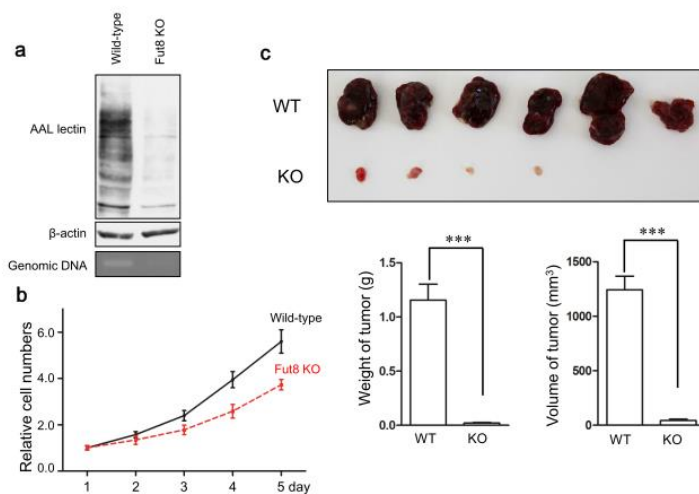 a
Wild-type
Fut8 KO
AAL lectin
β-actin
Genomic DNA
b
Relative cell numbers
6.0
4.0
2.0
0.0
Wild-type
Fut8 KO
1 2 3 4 5 day
c
WT
KO
Weight of tumor (g)
1.5
1.0
0.5
0.0
***
WT KO
Volume of tumor (mm³)
1500
1000
500
0
***
WT KO